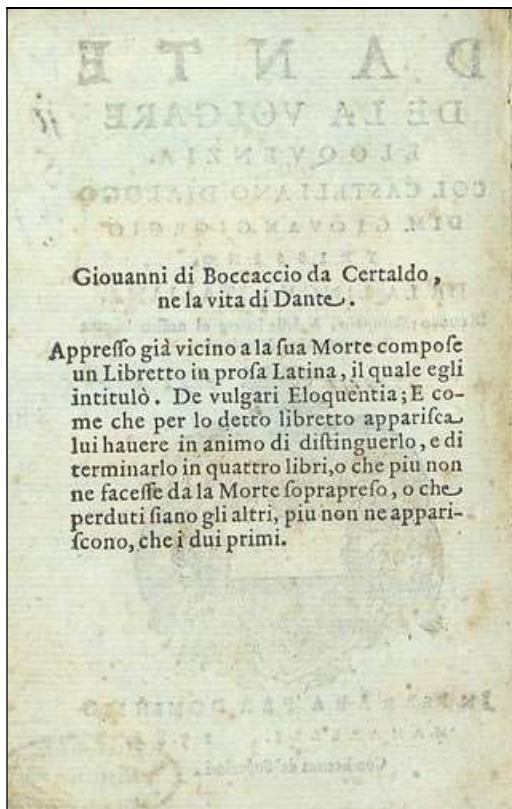 Giouanni di Boccaccio da Certaldo,
ne la vita di Dante.
Appreſſo già vicino a la ſua Morte compoſe
un Libretto in proſa Latina, il quale egli
intitulò. De vulgari Eloquentia; E co-
me che per lo detto libretto appariſca
lui hauere in animo di diſtinguerlo, e di
terminarlo in quattro libri, o che piu non
ne faceſſe da la Morte ſoprapreſo, o che
perduti ſiano gli altri, piu non ne appari-
ſcono, che i dui primi.